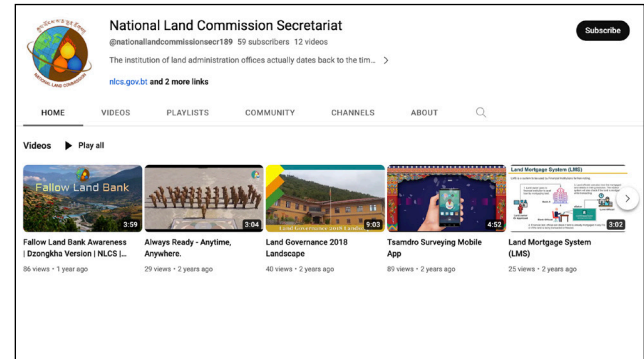 National Land Commission Secretariat
@nationallandcommissionsecr189 59 subscribers 12 videos
The institution of land administration offices actually dates back to the tim...
nlcs.gov.bt and 2 more links
Subscribe
NATIONAL LAND COMMISSION
HOME VIDEOS PLAYLISTS COMMUNITY CHANNELS ABOUT
Videos Play all
Fallow Land Bank
3:59
3:04
Land Governance 2018 Landscape
9:03
4:52
Land Mortgage System (LMS)
3:02
Fallow Land Bank Awareness
| Dzongkha Version | NLCS |...
86 views • 1 year ago
Always Ready - Anytime,
Anywhere.
29 views • 2 years ago
Land Governance 2018
Landscape
40 views • 2 years ago
Tsamdro Surveying Mobile
App
89 views • 2 years ago
Land Mortgage System
(LMS)
25 views • 2 years ago